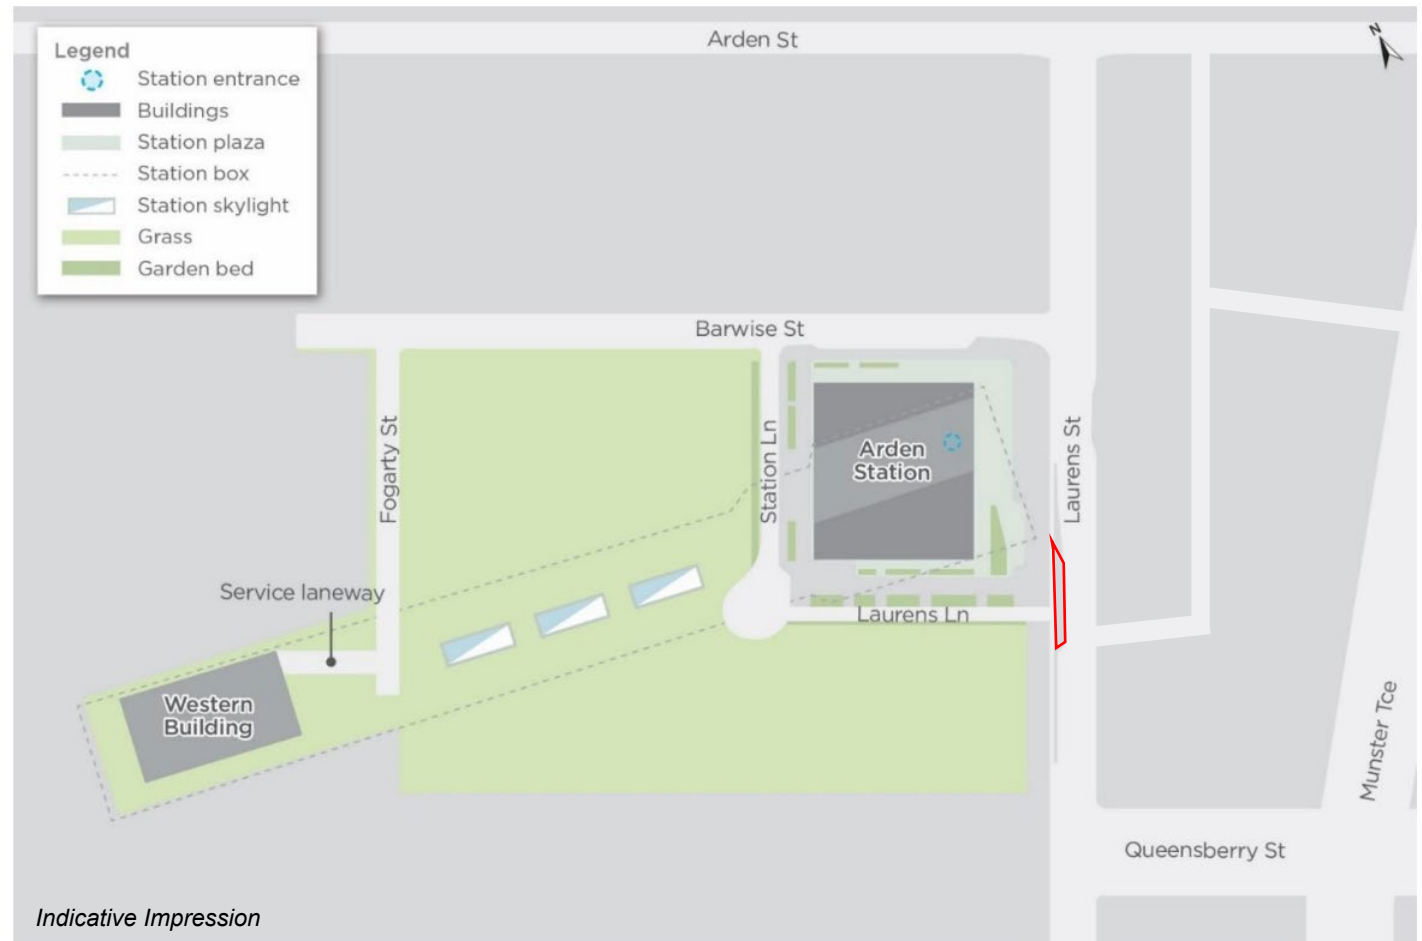 Arden St
N
Legend
Station entrance
Buildings
Station plaza
Station box
Station skylight
Grass
Garden bed
Barwise St
Fogarty St
Station Ln
Arden
Station
Laurens St
Service laneway
Laurens Ln
Western
Building
Munster Tce
Queensberry St
Indicative Impression